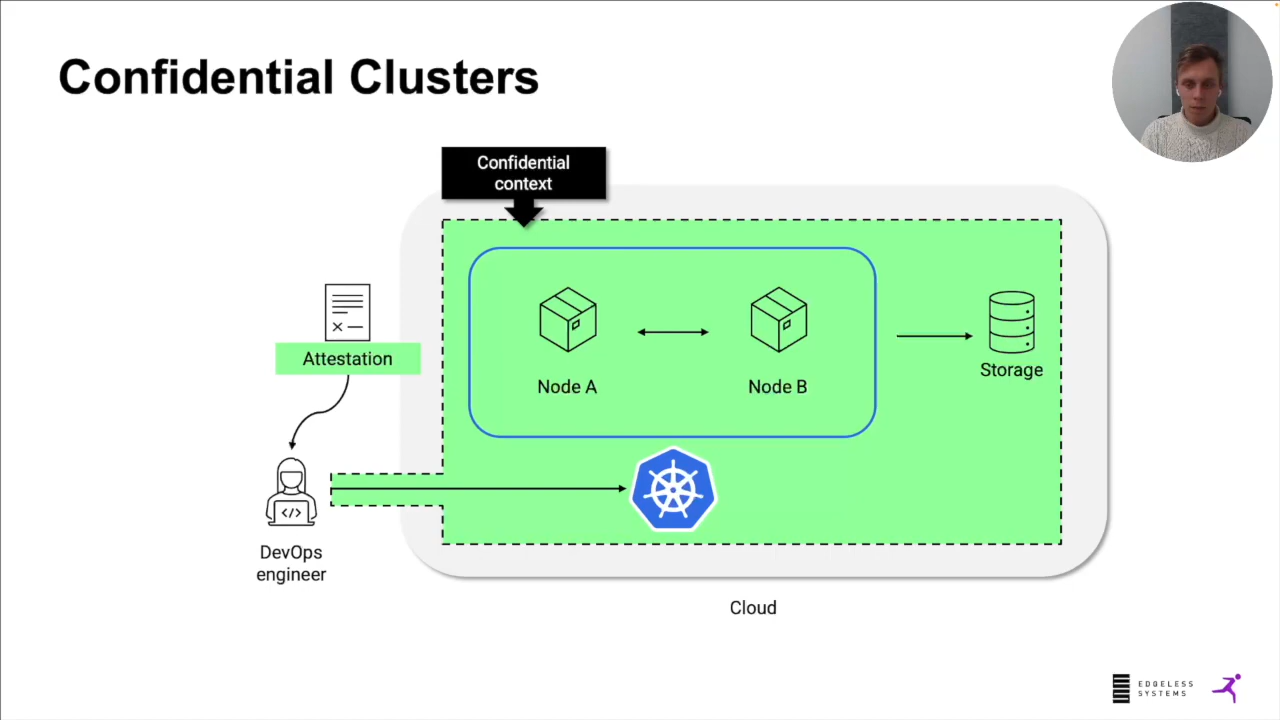 Confidential Clusters
Confidential
context
Attestation
Node A
Node B
Storage
DevOps
engineer
Cloud
EDGELESS
SYSTEMS